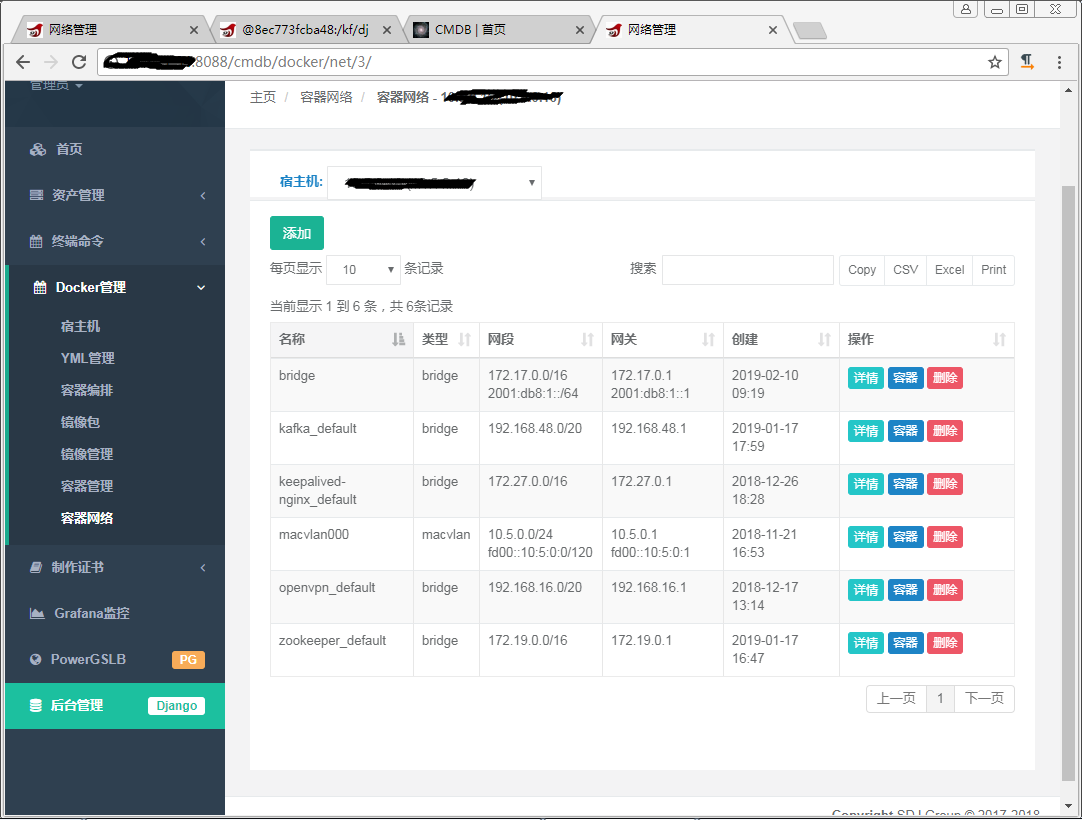 网络管理
@8ec773fcba48:/kf/dj
CMDB | 首页
网络管理
8088/cmdb/docker/net/3/
管理员
主页 / 容器网络 / 容器网络 -
首页
资产管理
终端命令
Docker管理
宿主机
YML管理
容器编排
镜像包
镜像管理
容器管理
容器网络
制作证书
Grafana监控
PowerGSLB PG
后台管理 Django
宿主机:
添加
每页显示 10 条记录
搜索
Copy CSV Excel Print
当前显示 1 到 6 条，共 6条记录
名称 类型 网段 网关 创建 操作
bridge bridge 172.17.0.0/16 172.17.0.1 2019-02-10 详情 容器 删除
2001:db8:1::/64 2001:db8:1::1 09:19
kafka_default bridge 192.168.48.0/20 192.168.48.1 2019-01-17 详情 容器 删除
17:59
keepalived- bridge 172.27.0.0/16 172.27.0.1 2018-12-26 详情 容器 删除
nginx_default 18:28
macvlan000 macvlan 10.5.0.0/24 10.5.0.1 2018-11-21 详情 容器 删除
fd00::10:5:0:0/120 fd00::10:5:0:1 16:53
openvpn_default bridge 192.168.16.0/20 192.168.16.1 2018-12-17 详情 容器 删除
13:14
zookeeper_default bridge 172.19.0.0/16 172.19.0.1 2019-01-17 详情 容器 删除
16:47
上一页 1 下一页
Copyright SDJ Group © 2017-2018